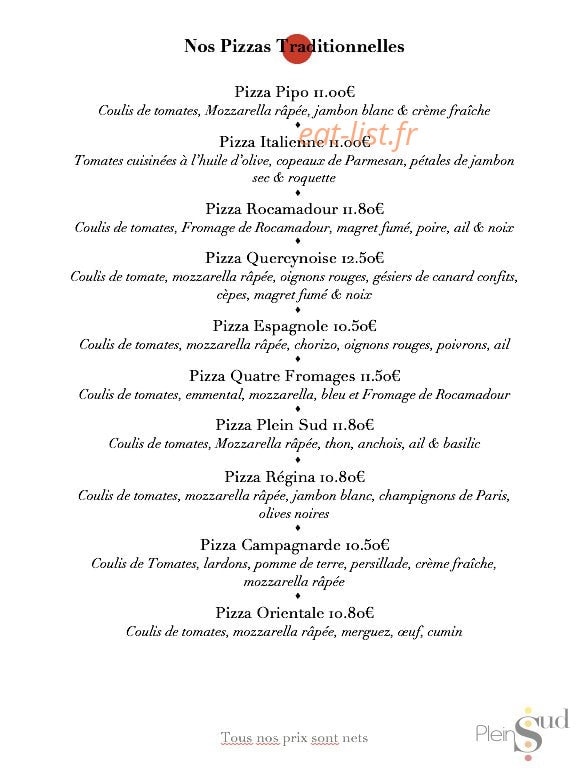 Nos Pizzas Traditionnelles
Pizza Pipo 11.00€
Coulis de tomates, Mozzarella râpée, jambon blanc & crème fraîche
eat-list.fr
Pizza Italienne 11.00€
Tomates cuisinées à l'huile d'olive, copeaux de Parmesan, pétales de jambon
sec & roquette
Pizza Rocamadour 11.80€
Coulis de tomates, Fromage de Rocamadour, magret fumé, poire, ail & noix
Pizza Quercynoise 12.50€
Coulis de tomate, mozzarella râpée, oignons rouges, gésiers de canard confits,
cèpes, magret fumé & noix
Pizza Espagnole 10.50€
Coulis de tomates, mozzarella râpée, chorizo, oignons rouges, poivrons, ail
Pizza Quatre Fromages 11.50€
Coulis de tomates, emmental, mozzarella, bleu et Fromage de Rocamadour
Pizza Plein Sud 11.80€
Coulis de tomates, Mozzarella râpée, thon, anchois, ail & basilic
Pizza Régina 10.80€
Coulis de tomates, mozzarella râpée, jambon blanc, champignons de Paris,
olives noires
Pizza Campagnarde 10.50€
Coulis de Tomates, lardons, pomme de terre, persillade, crème fraîche,
mozzarella râpée
Pizza Orientale 10.80€
Coulis de tomates, mozzarella râpée, merguez, œuf, cumin
Tous nos prix sont nets
Plein Sud